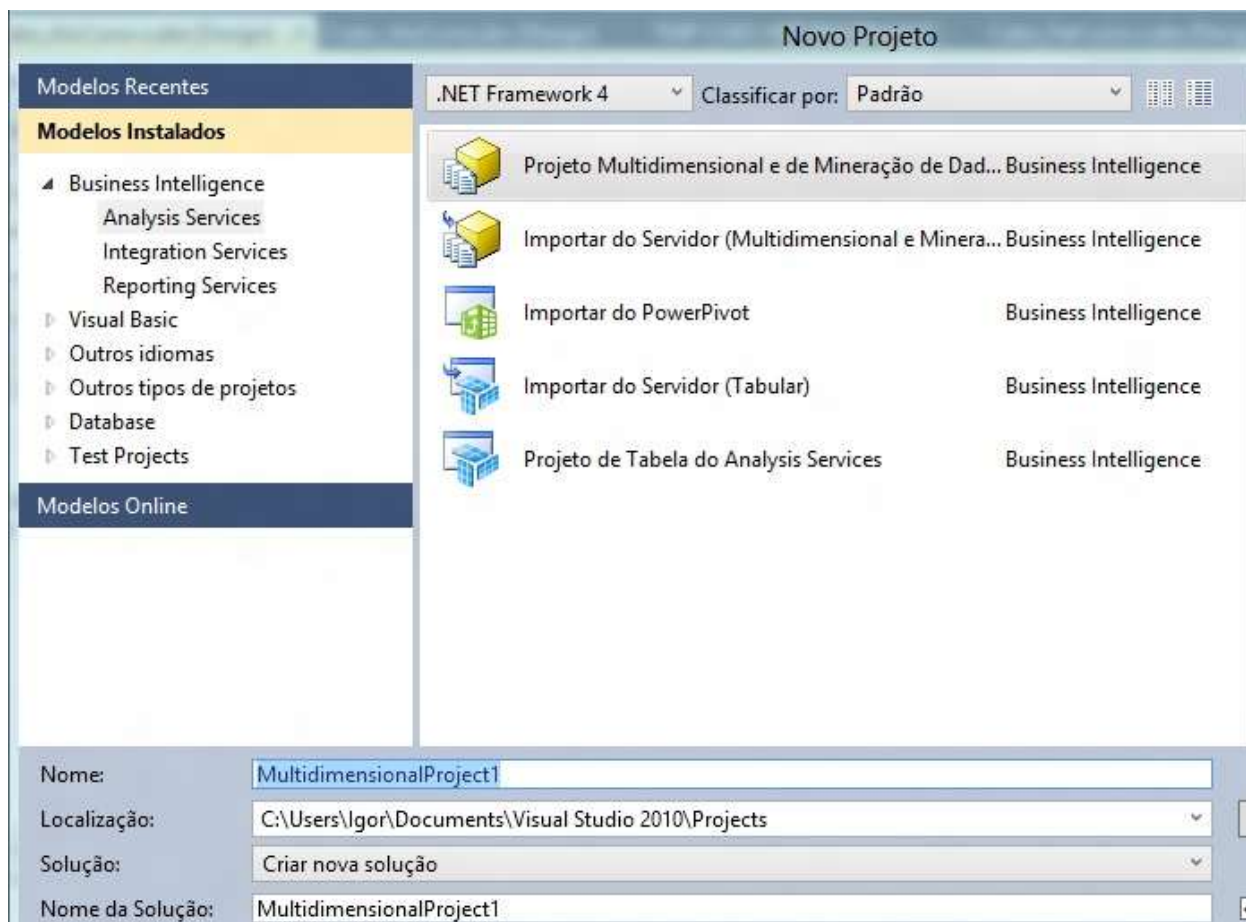 Novo Projeto
Modelos Recentes
.NET Framework 4
Classificar por:
Padrão
Modelos Instalados
Business Intelligence
Analysis Services
Integration Services
Reporting Services
Visual Basic
Outros idiomas
Outros tipos de projetos
Database
Test Projects
Modelos Online
Projeto Multidimensional e de Mineração de Dad... Business Intelligence
Importar do Servidor (Multidimensional e Minera... Business Intelligence
Importar do PowerPivot Business Intelligence
Importar do Servidor (Tabular) Business Intelligence
Projeto de Tabela do Analysis Services Business Intelligence
Nome: MultidimensionalProject1
Localização: C:\Users\Igor\Documents\Visual Studio 2010\Projects
Solução: Criar nova solução
Nome da Solução: MultidimensionalProject1